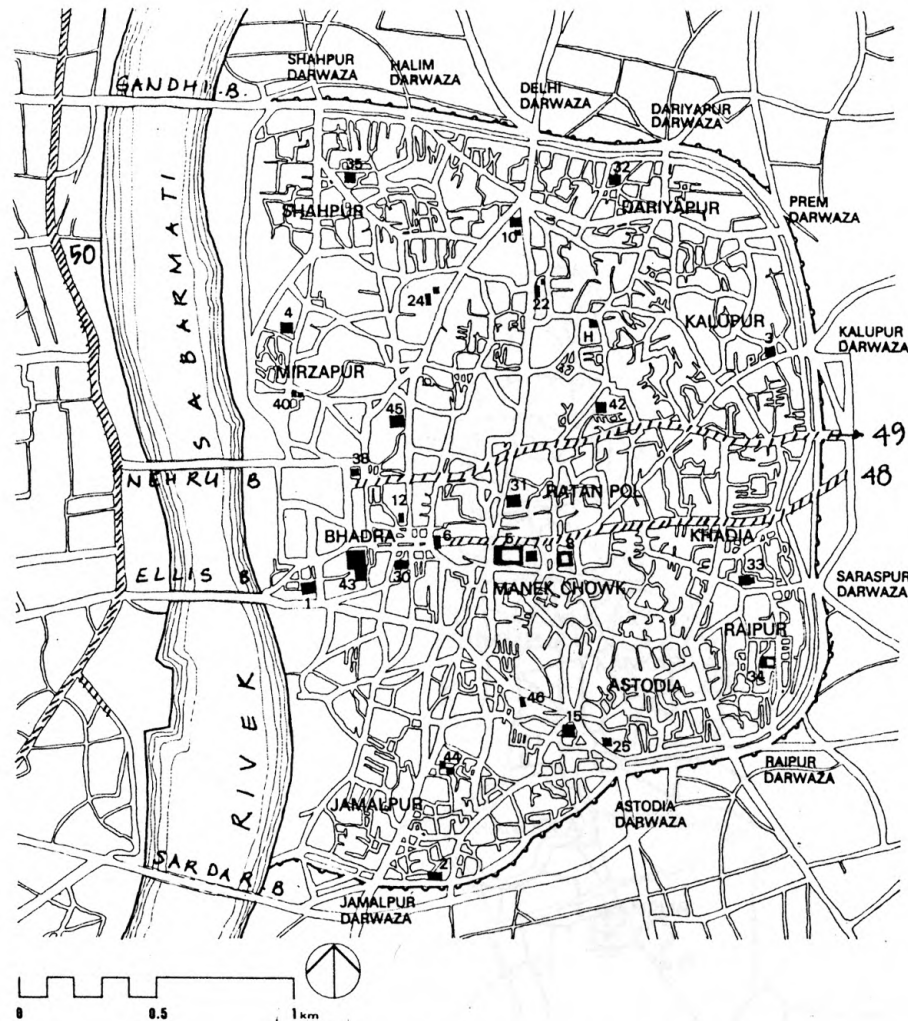 SHAHPUR
DARWAZA
HALIM
DARWAZA
GANDHI B.
DELHI
DARWAZA
DARIYAPUR
DARWAZA
35
32
SHAHPUR
DARIYAPUR
PREM
DARWAZA
10
50
SABARMATI
24
22
4
KALUPUR
KALUPUR
DARWAZA
H
3
MIRZAPUR
40
42
45
49
38
NEHRU B
48
31
RATAN POL
12
BHADRA
6
5
KHADIA
ELLIS B
43
30
33
1
MANEK CHOWK
SARASPUR
DARWAZA
RAIPUR
34
RIVER
ASTODIA
46
15
25
44
RAIPUR
DARWAZA
JAMALPUR
ASTODIA
DARWAZA
SARDAR B.
2
JAMALPUR
DARWAZA
0
0.5
1 km